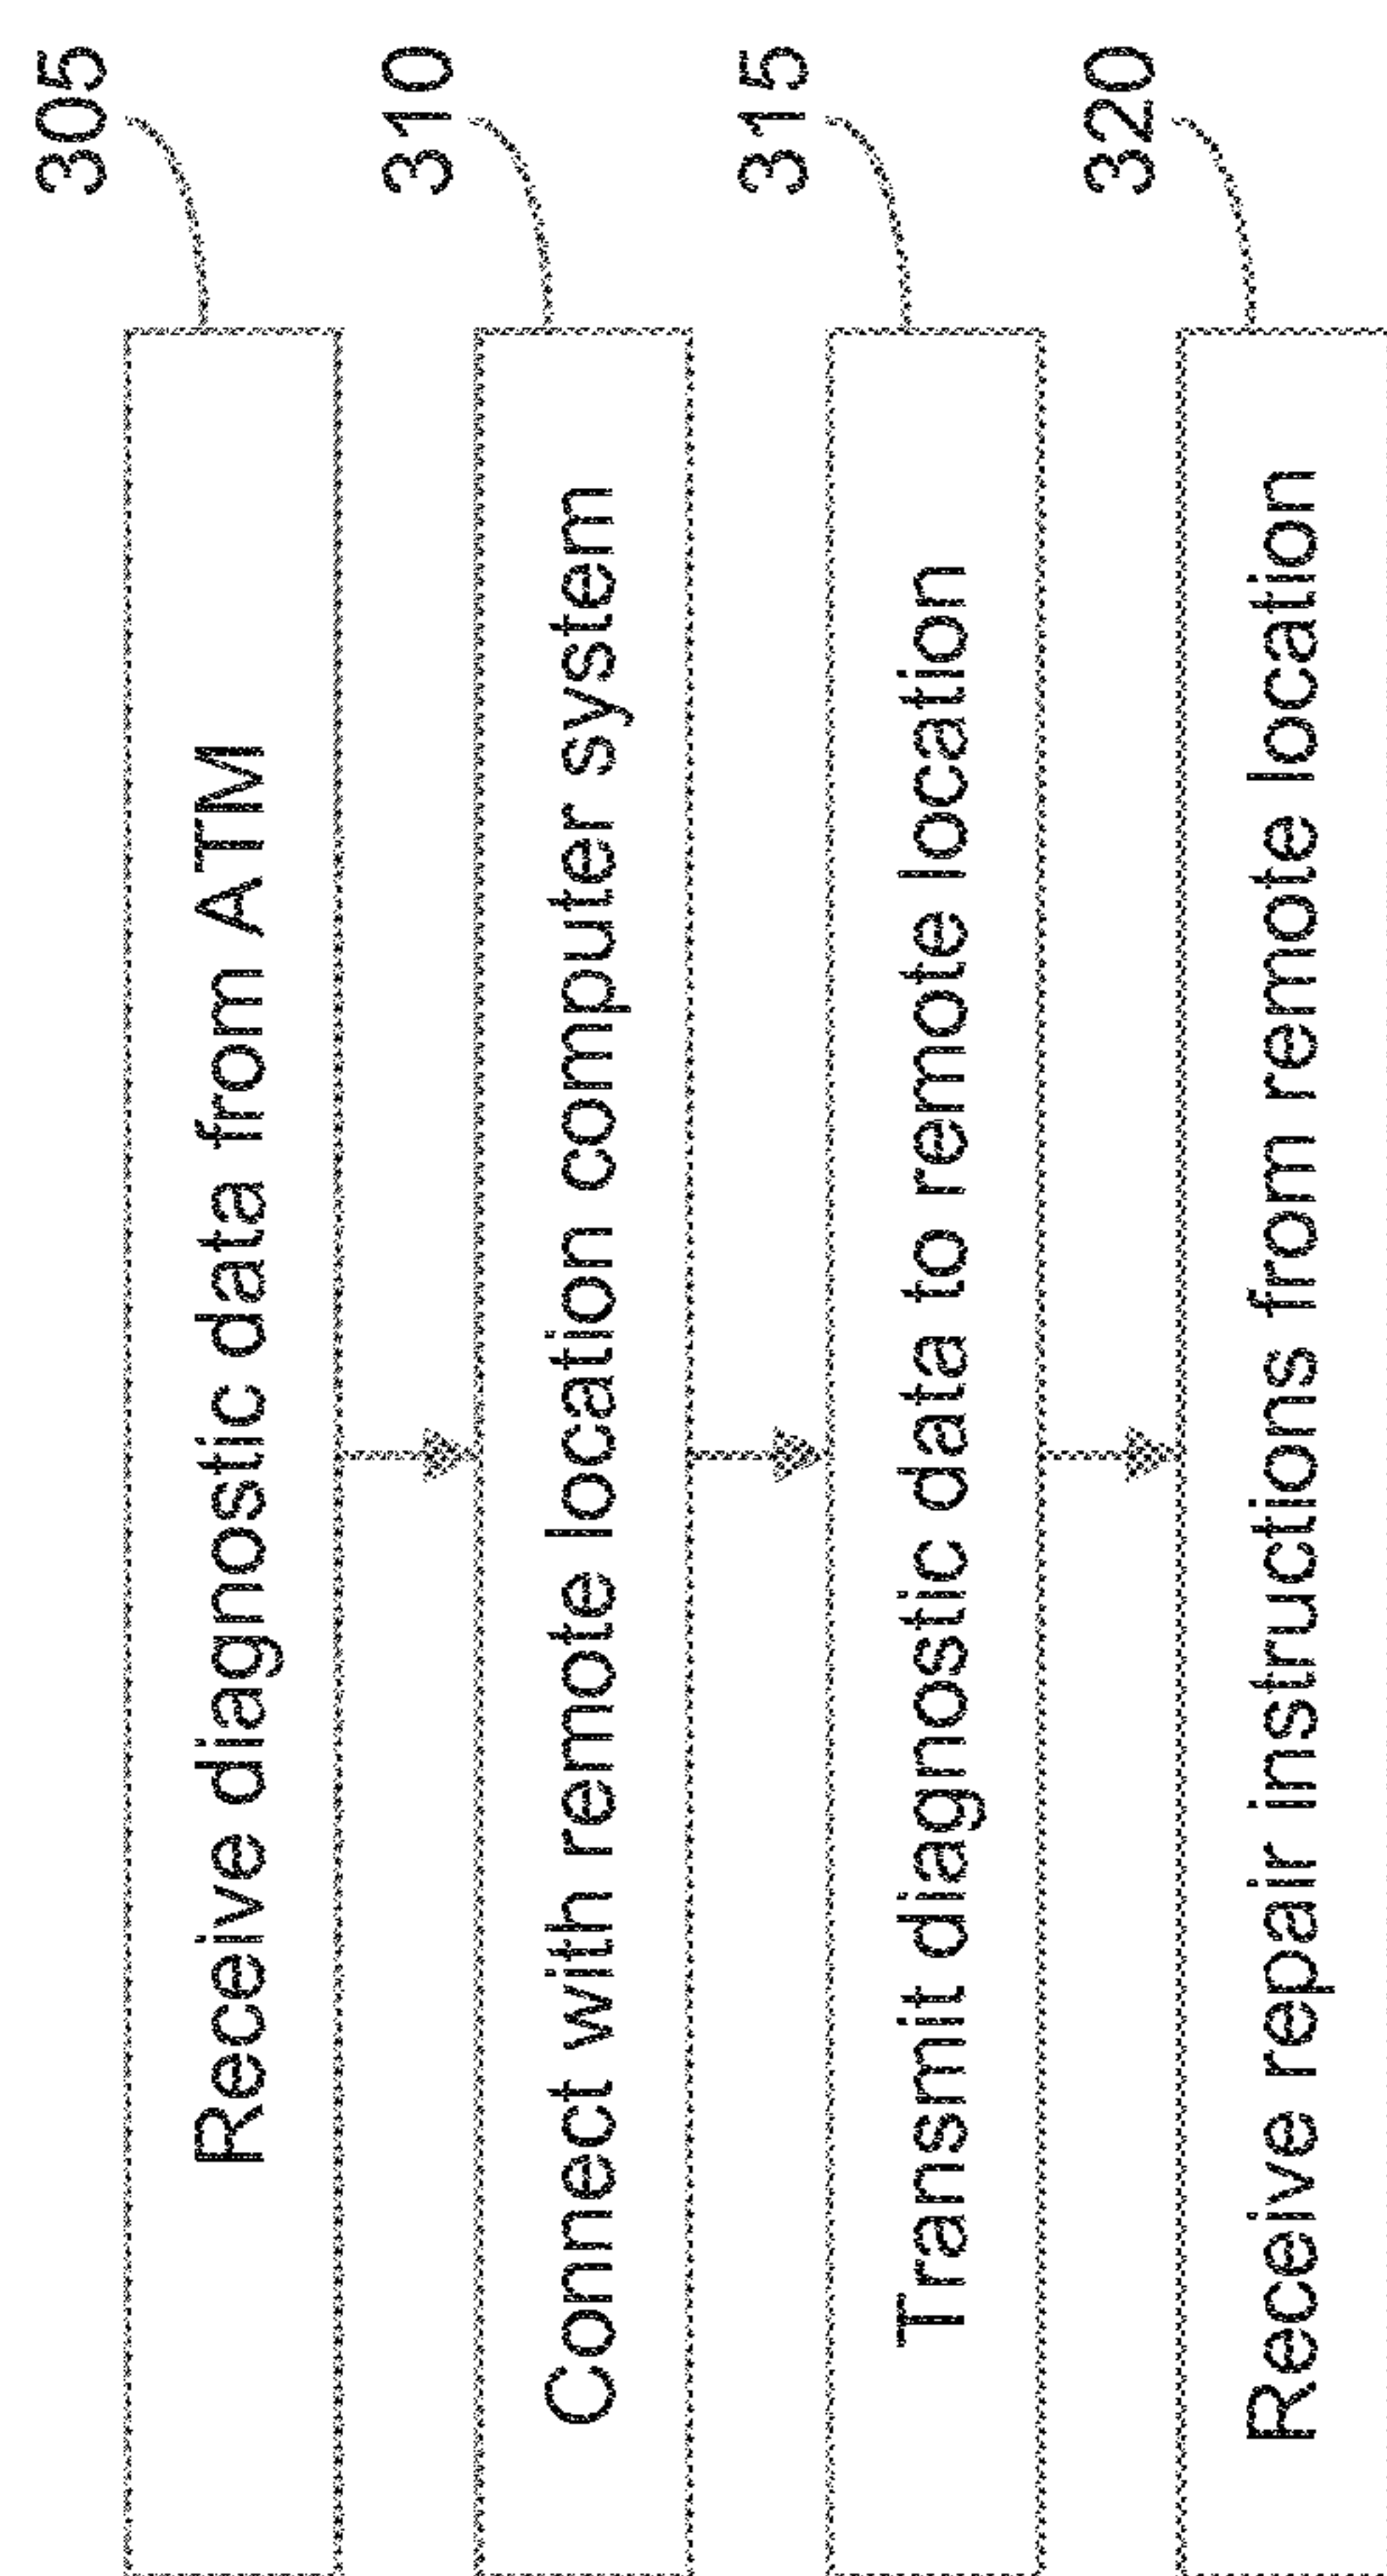 305
Receive diagnostic data from ATM
310
Connect with remote location computer system
315
Transmit diagnostic data to remote location
320
Receive repair instructions from remote location